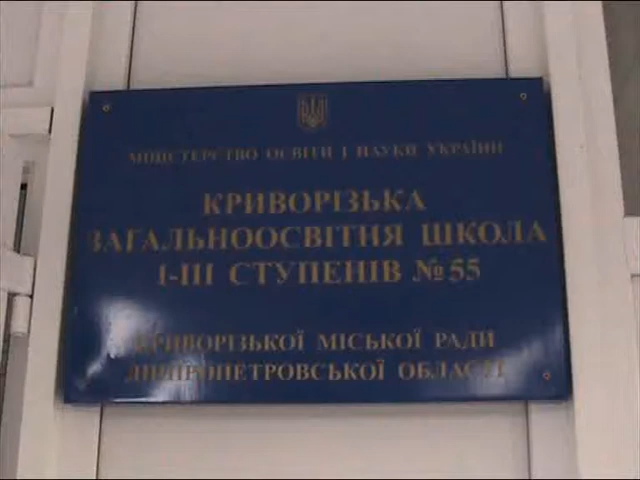 МІНІСТЕРСТВО ОСВІТИ І НАУКИ УКРАЇНИ
КРИВОРІЗЬКА
ЗАГАЛЬНООСВІТНЯ ШКОЛА
І-ІІІ СТУПЕНІВ №55
КРИВОРІЗЬКОЇ МІСЬКОЇ РАДИ
ДНІПРОПЕТРОВСЬКОЇ ОБЛАСТІ